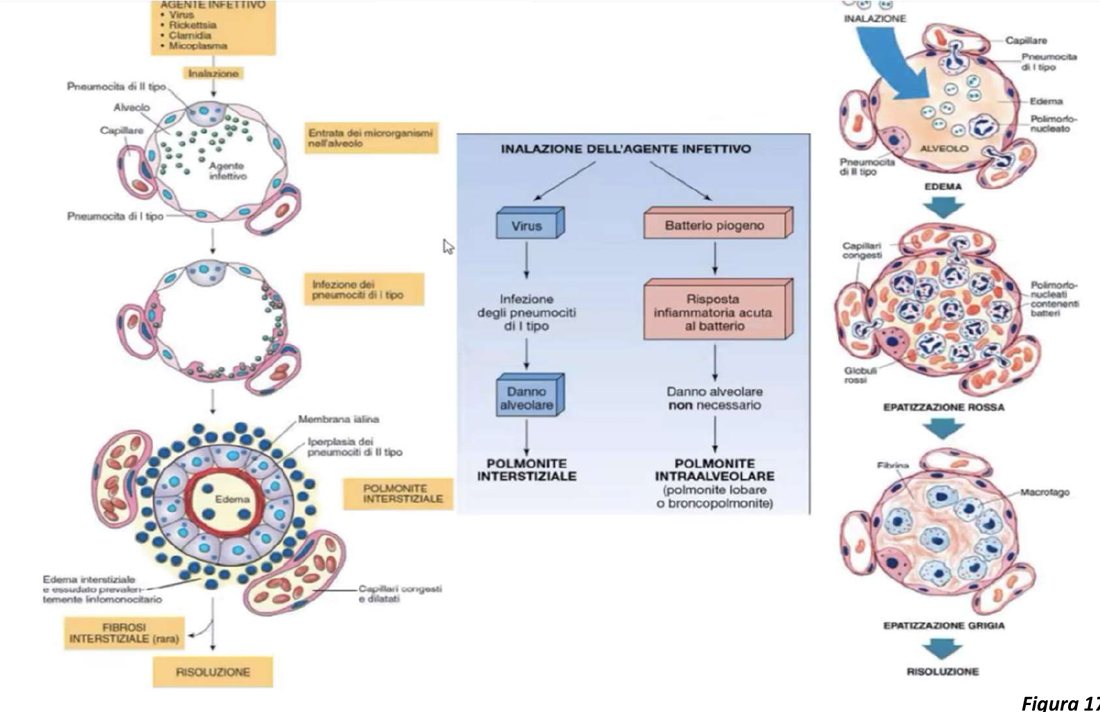 AGENTE INFETTIVO
• Virus
• Rickettsia
• Clamidia
• Micoplasma
Inalazione
Pneumocita di II tipo
Alveolo
Capillare
Agente
infettivo
Pneumocita di I tipo
Entrata dei microrganismi
nell'alveolo
Infezione dei
pneumociti di I tipo
Membrana ialina
Iperplasia dei
pneumociti di II tipo
Edema
POLMONITE
INTERSTIZIALE
Edema interstiziale
e essudato prevalen-
temente linfomonocitario
Capillari congesti
e dilatati
FIBROSI
INTERSTIZIALE (rara)
RISOLUZIONE
INALAZIONE DELL'AGENTE INFETTIVO
Virus
Batterio piogeno
Infezione
degli pneumociti
di I tipo
Risposta
infiammatoria acuta
al batterio
Danno
alveolare
Danno alveolare
non necessario
POLMONITE
INTERSTIZIALE
POLMONITE
INTRAALVEOLARE
(polmonite lobare
o broncopolmonite)
INALAZIONE
Capillare
Pneumocita
di I tipo
Edema
Polimorfo-
nucleato
ALVEOLO
Pneumocita
di II tipo
EDEMA
Capillari
congesti
Polimorfo-
nucleati
contenenti
batteri
Globuli
rossi
EPATIZZAZIONE ROSSA
Fibrina
Macrofago
EPATIZZAZIONE GRIGIA
RISOLUZIONE
Figura 17